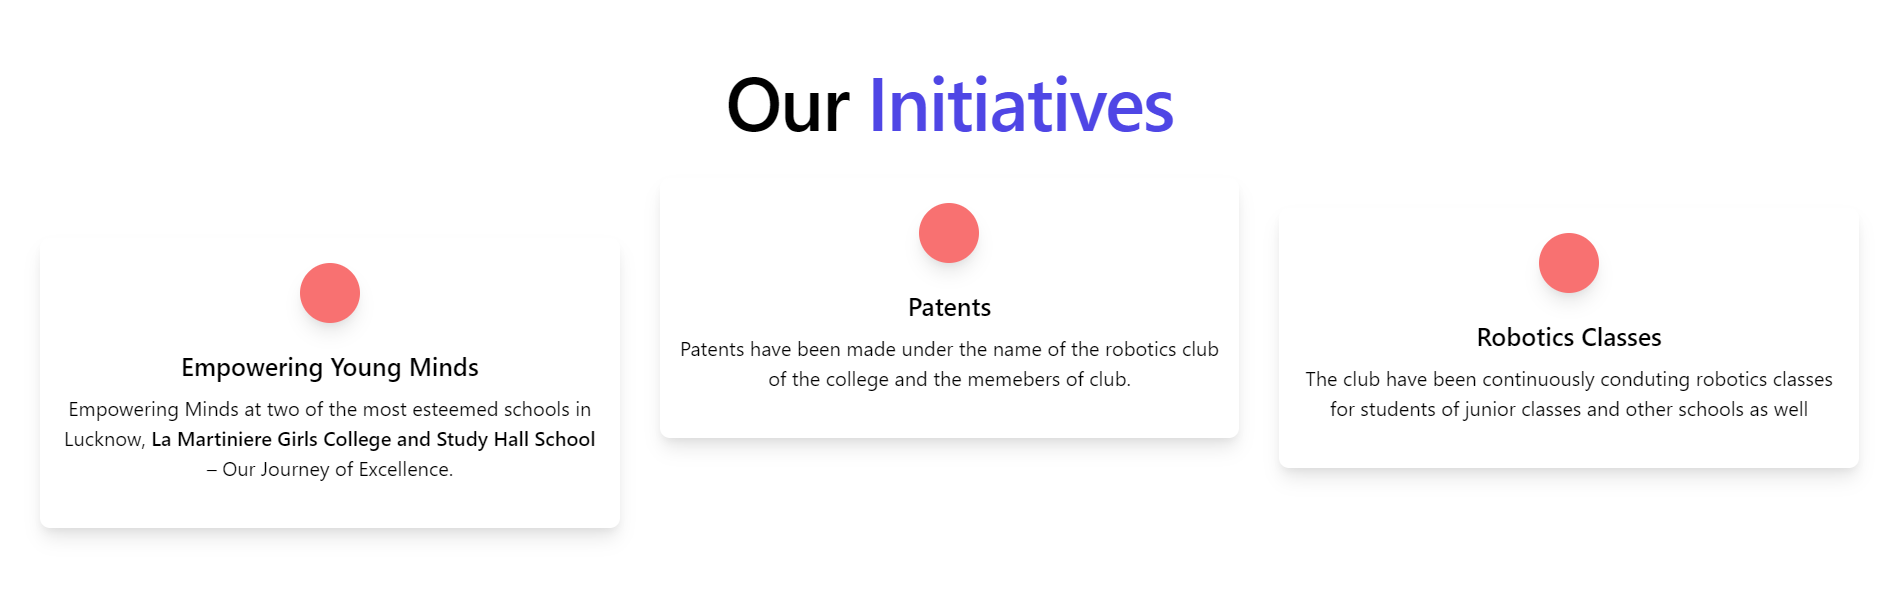 Our Initiatives
Empowering Young Minds
Empowering Minds at two of the most esteemed schools in
Lucknow, La Martiniere Girls College and Study Hall School
– Our Journey of Excellence.
Patents
Patents have been made under the name of the robotics club
of the college and the memebers of club.
Robotics Classes
The club have been continuously conduting robotics classes
for students of junior classes and other schools as well